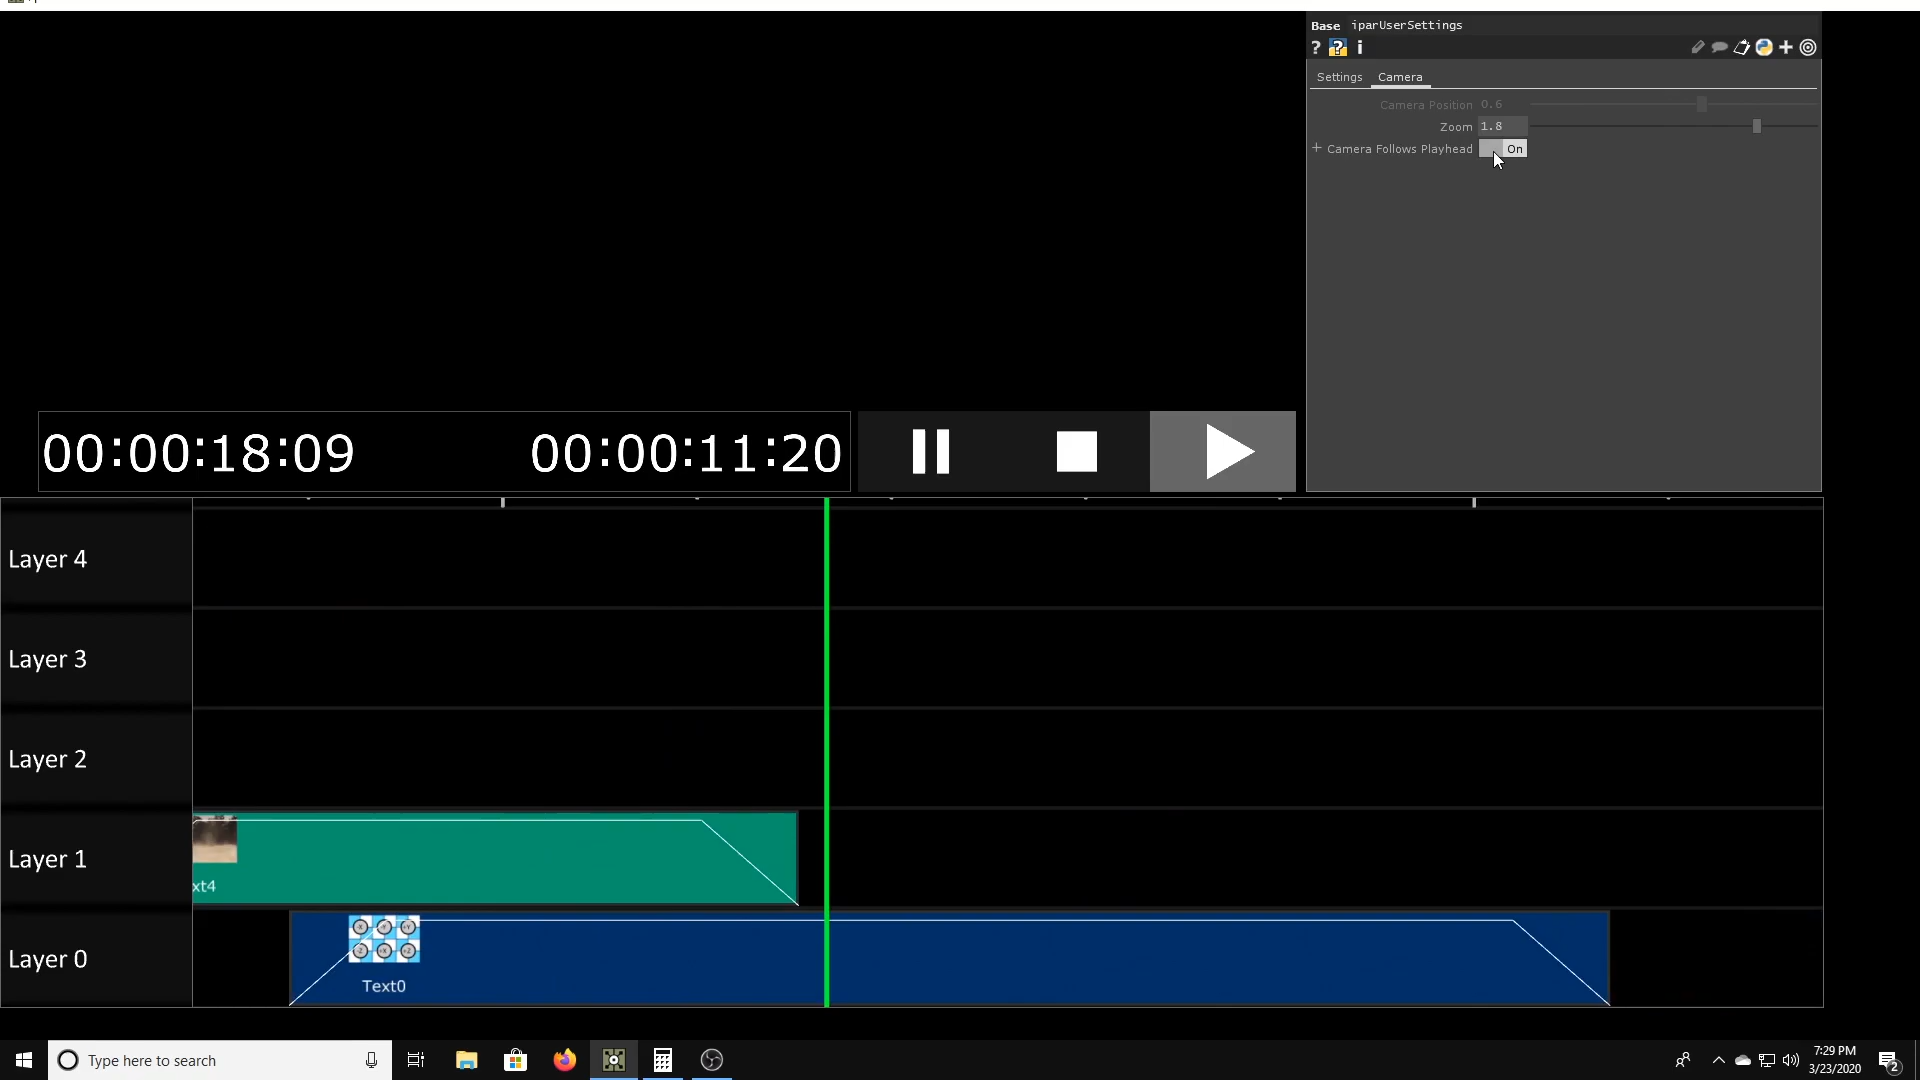 Base iparUserSettings
? ? i
Settings Camera
Camera Position 0.6
Zoom 1.8
+ Camera Follows Playhead On
00:00:18:09 00:00:11:20
Layer 4
Layer 3
Layer 2
Layer 1
xt4
Layer 0
-X -Y +Y
-Z +X +Z
Text0
Type here to search
7:29 PM
3/23/2020
2